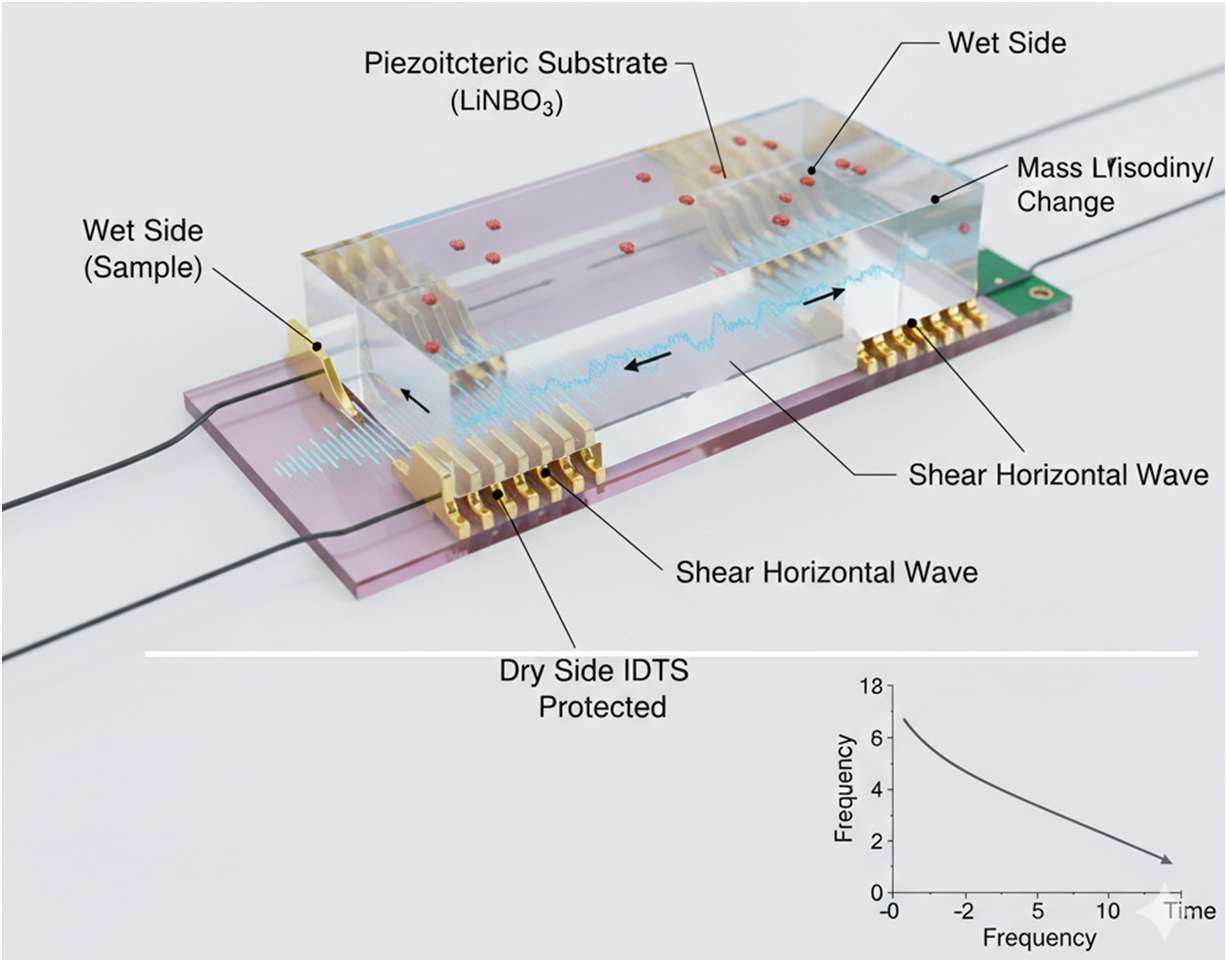 Piezoitcteric Substrate
(LiNBO₃)
Wet Side
Mass L'isodiny/
Change
Wet Side
(Sample)
Shear Horizontal Wave
Shear Horizontal Wave
Dry Side IDTS
Protected
Frequency
18
6
4
2
0
-0
-2
5
10
Time
Frequency